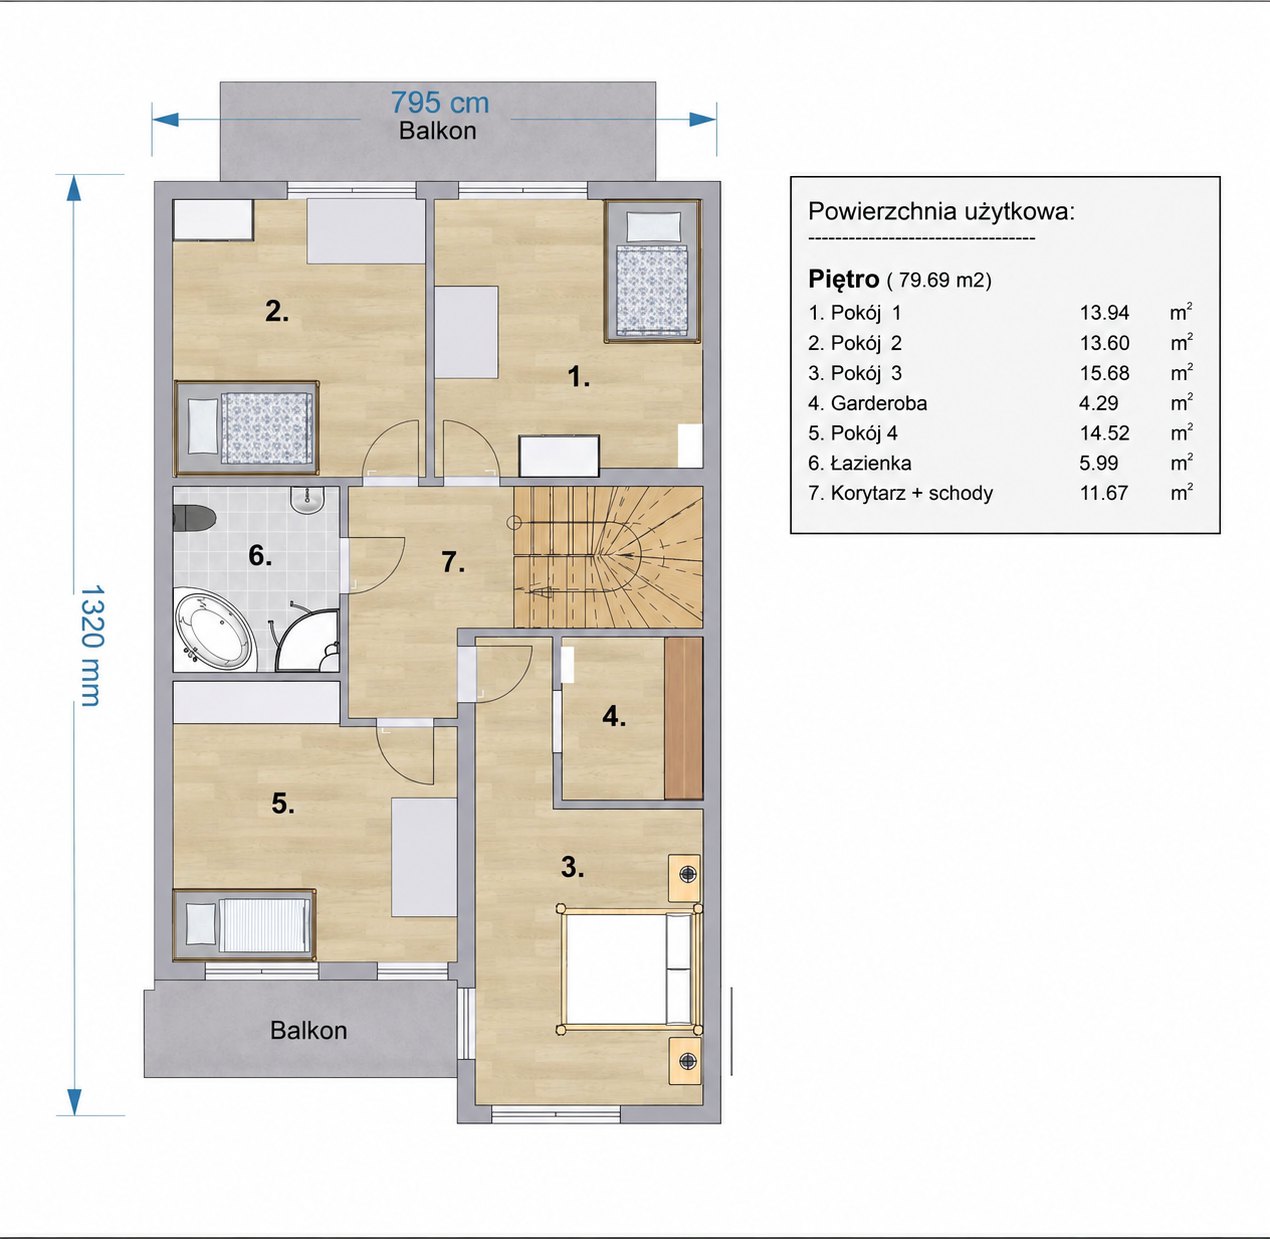 795 cm
Balkon
Powierzchnia użytkowa:
----------------------------------
Piętro ( 79.69 m2)
1. Pokój 1 13.94 m²
2. Pokój 2 13.60 m²
3. Pokój 3 15.68 m²
4. Garderoba 4.29 m²
5. Pokój 4 14.52 m²
6. Łazienka 5.99 m²
7. Korytarz + schody 11.67 m²
2.
1.
6.
7.
1320 mm
4.
5.
3.
Balkon